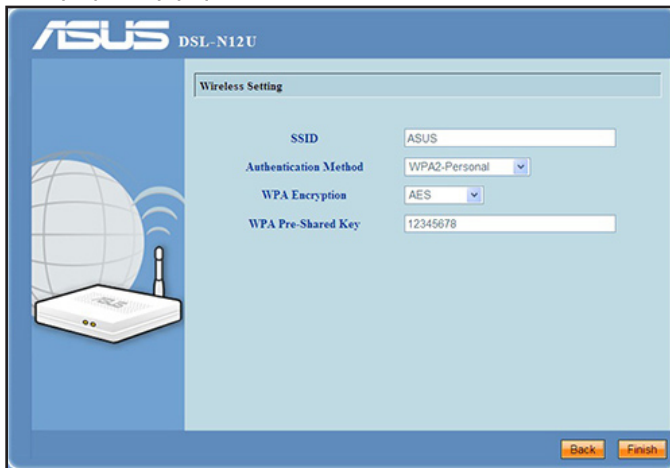 ASUS DSL-N12U
Wireless Setting
SSID ASUS
Authentication Method WPA2-Personal
WPA Encryption AES
WPA Pre-Shared Key 12345678
ASUS
Back Finish